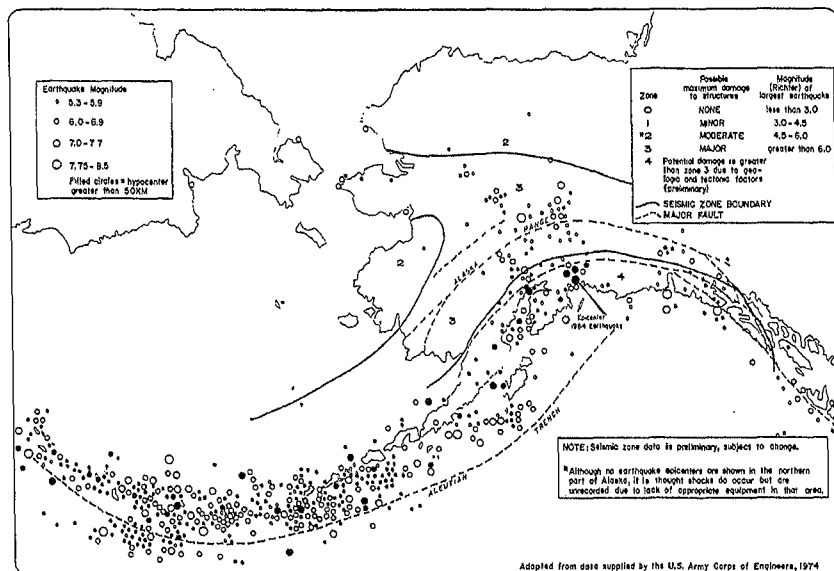 Earthquake Magnitude
5.3-5.9
6.0-6.9
7.0-7.7
7.75-8.5
Filled circles = hypocenter
greater than 50KM
Zone
Possible
maximum damage
to structures
Magnitude
(Richter) of
largest earthquake
0 NONE less than 3.0
1 MINOR 3.0-4.5
*2 MODERATE 4.5-6.0
3 MAJOR greater than 6.0
4 Potential damage is greater
than zone 3 due to geo-
logic and tectonic factors
(preliminary)
SEISMIC ZONE BOUNDARY
MAJOR FAULT
2
3
ALASKA RANGE
2
4
3
Epicenter
1964 Earthquake
ALEUTIAN TRENCH
NOTE: Seismic zone data is preliminary, subject to change.
*Although no earthquake epicenters are shown in the northern
part of Alaska, it is thought shocks do occur but are
unrecorded due to lack of appropriate equipment in that area.
Adapted from data supplied by the U.S. Army Corps of Engineers, 1974